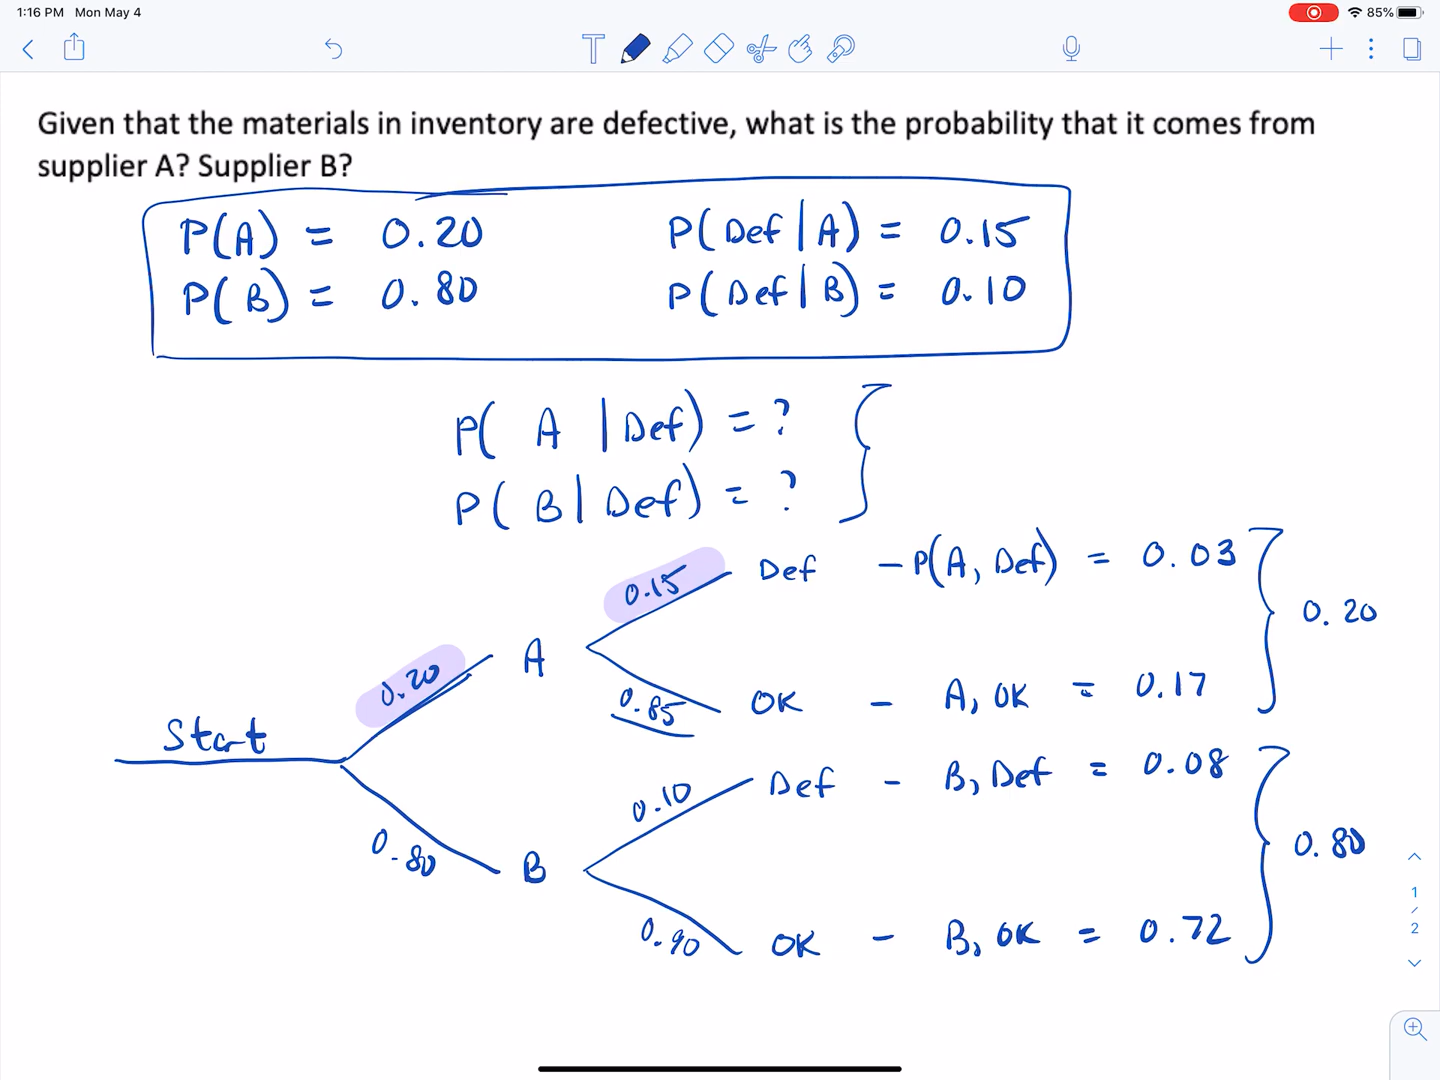 1:16 PM Mon May 4
85%
Given that the materials in inventory are defective, what is the probability that it comes from
supplier A? Supplier B?
P(A) = 0.20 P(Def | A) = 0.15
P(B) = 0.80 P(Def | B) = 0.10
P( A | Def) = ?
P( B | Def) = ?
0.15 Def – P(A, Def) = 0.03
0.20
0.20 A
0.85 OK – A, OK = 0.17
Start
0.10 Def – B, Def = 0.08
0.80
0.80 B
0.90 OK – B, OK = 0.72
1
/
2